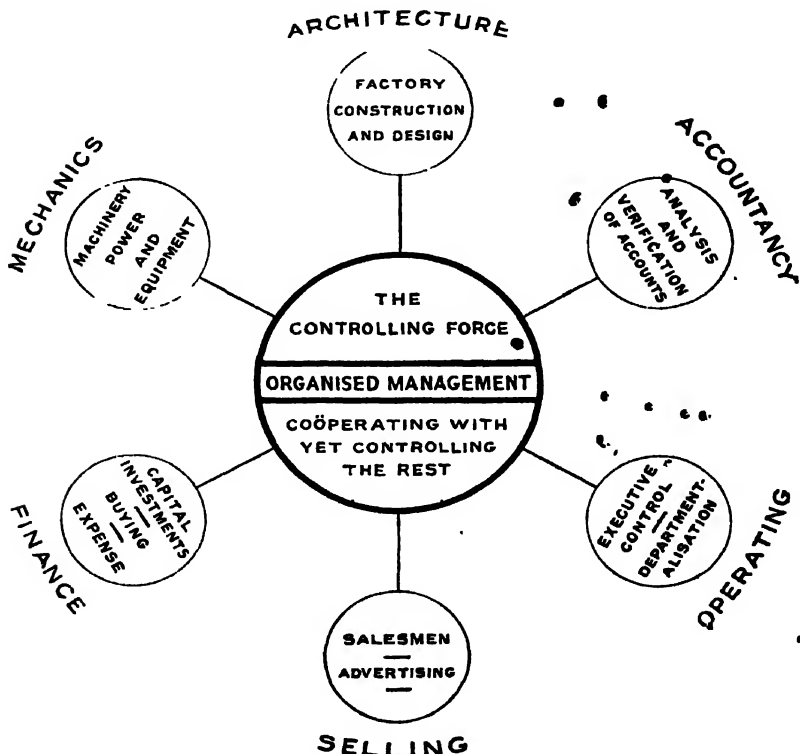 ARCHITECTURE
FACTORY
CONSTRUCTION
AND DESIGN
MECHANICS
MACHINERY
POWER
AND
EQUIPMENT
ACCOUNTANCY
ANALYSIS
AND
VERIFICATION
OF ACCOUNTS
THE
CONTROLLING FORCE
ORGANISED MANAGEMENT
COÖPERATING WITH
YET CONTROLLING
THE REST
FINANCE
CAPITAL
INVESTMENTS
BUYING
EXPENSE
OPERATING
EXECUTIVE
CONTROL
DEPARTMENT-
ALISATION
SALESMEN
ADVERTISING
SELLING